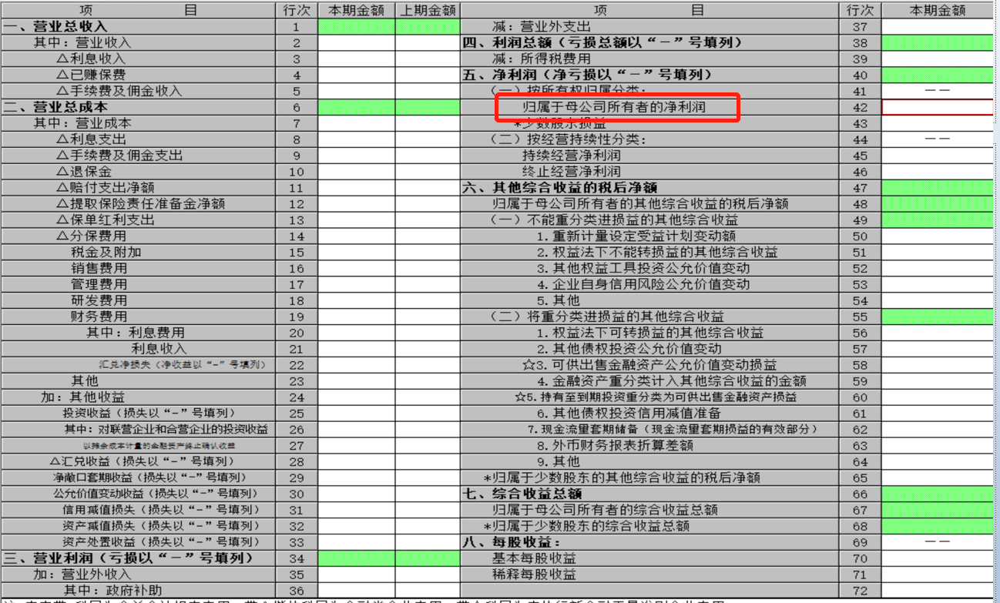 项 目 行次 本期金额 上期金额
一、营业总收入 1
其中：营业收入 2
△利息收入 3
△已赚保费 4
△手续费及佣金收入 5
二、营业总成本 6
其中：营业成本 7
△利息支出 8
△手续费及佣金支出 9
△退保金 10
△赔付支出净额 11
△提取保险责任准备金净额 12
△保单红利支出 13
△分保费用 14
税金及附加 15
销售费用 16
管理费用 17
研发费用 18
财务费用 19
其中：利息费用 20
利息收入 21
汇兑净损失（净收益以“-”号填列） 22
其他 23
加：其他收益 24
投资收益（损失以“-”号填列） 25
其中：对联营企业和合营企业的投资收益 26
以摊余成本计量的金融资产终止确认收益 27
△汇兑收益（损失以“-”号填列） 28
净敞口套期收益（损失以“-”号填列） 29
公允价值变动收益（损失以“-”号填列） 30
信用减值损失（损失以“-”号填列） 31
资产减值损失（损失以“-”号填列） 32
资产处置收益（损失以“-”号填列） 33
三、营业利润（亏损以“－”号填列） 34
加：营业外收入 35
其中：政府补助 36
项 目 行次 本期金额
减：营业外支出 37
四、利润总额（亏损总额以“－”号填列） 38
减：所得税费用 39
五、净利润（净亏损以“－”号填列） 40
（一）按所有权归属分类： 41 ——
归属于母公司所有者的净利润 42
*少数股东损益 43
（二）按经营持续性分类： 44 ——
持续经营净利润 45
终止经营净利润 46
六、其他综合收益的税后净额 47
归属于母公司所有者的其他综合收益的税后净额 48
（一）不能重分类进损益的其他综合收益 49
1.重新计量设定受益计划变动额 50
2.权益法下不能转损益的其他综合收益 51
3.其他权益工具投资公允价值变动 52
4.企业自身信用风险公允价值变动 53
5.其他 54
（二）将重分类进损益的其他综合收益 55
1.权益法下可转损益的其他综合收益 56
2.其他债权投资公允价值变动 57
☆3.可供出售金融资产公允价值变动损益 58
4.金融资产重分类计入其他综合收益的金额 59
☆5.持有至到期投资重分类为可供出售金融资产损益 60
6.其他债权投资信用减值准备 61
7.现金流量套期储备（现金流量套期损益的有效部分） 62
8.外币财务报表折算差额 63
9.其他 64
*归属于少数股东的其他综合收益的税后净额 65
七、综合收益总额 66
归属于母公司所有者的综合收益总额 67
*归属于少数股东的综合收益总额 68
八、每股收益： 69 ——
基本每股收益 70
稀释每股收益 71
72